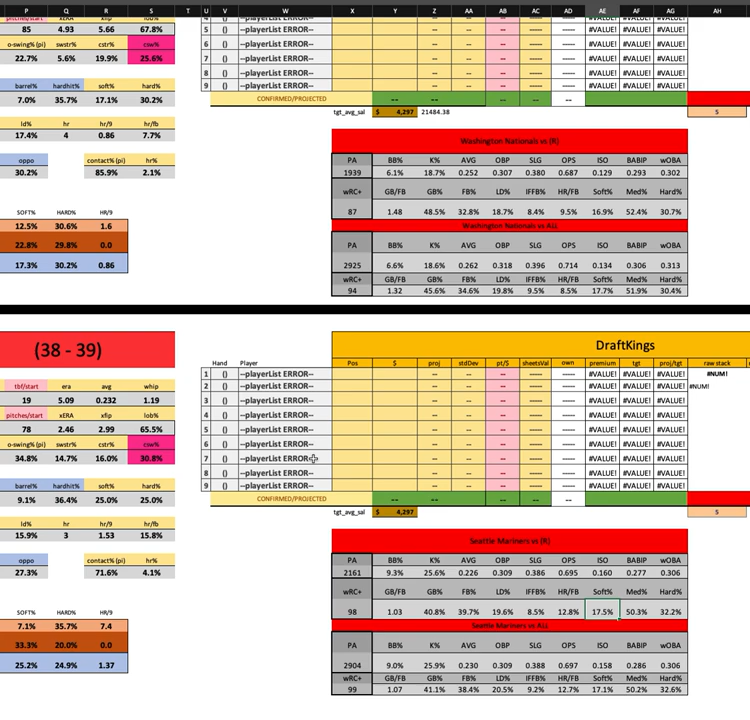 P Q R S T U V W X Y Z AA AB AC AD AE AF AG AH
pitches/start xERA xfip lob%
85 4.93 5.66 67.8%
o-swing% (pi) swstr% cstr% csw%
22.7% 5.6% 19.9% 25.6%
barrel% hardhit% soft% hard%
7.0% 35.7% 17.1% 30.2%
ld% hr hr/9 hr/fb
17.4% 4 0.86 7.7%
oppo contact% (pi) hr%
30.2% 85.9% 2.1%
SOFT% HARD% HR/9
12.5% 30.6% 1.6
22.8% 29.8% 0.0
17.3% 30.2% 0.86
4 () --playerList ERROR-- -- -- -- ----- ----- #VALUE! #VALUE! #VALUE!
5 () --playerList ERROR-- -- -- -- ----- ----- #VALUE! #VALUE! #VALUE!
6 () --playerList ERROR-- -- -- -- ----- ----- #VALUE! #VALUE! #VALUE!
7 () --playerList ERROR-- -- -- -- ----- ----- #VALUE! #VALUE! #VALUE!
8 () --playerList ERROR-- -- -- -- ----- ----- #VALUE! #VALUE! #VALUE!
9 () --playerList ERROR-- -- -- -- ----- ----- #VALUE! #VALUE! #VALUE!
CONFIRMED/PROJECTED -- -- -- -- --
tgt_avg_sal $ 4,297 21484.38 5
Washington Nationals vs (R)
PA BB% K% AVG OBP SLG OPS ISO BABIP wOBA
1939 6.1% 18.7% 0.252 0.307 0.380 0.687 0.129 0.293 0.302
wRC+ GB/FB GB% FB% LD% IFFB% HR/FB Soft% Med% Hard%
87 1.48 48.5% 32.8% 18.7% 8.4% 9.5% 16.9% 52.4% 30.7%
Washington Nationals vs ALL
PA BB% K% AVG OBP SLG OPS ISO BABIP wOBA
2925 6.6% 18.6% 0.262 0.318 0.396 0.714 0.134 0.306 0.313
wRC+ GB/FB GB% FB% LD% IFFB% HR/FB Soft% Med% Hard%
94 1.32 45.6% 34.6% 19.8% 9.5% 8.5% 17.7% 51.9% 30.4%
(38 - 39)
tbf/start era avg whip
19 5.09 0.232 1.19
pitches/start xERA xfip lob%
78 2.46 2.99 65.5%
o-swing% (pi) swstr% cstr% csw%
34.8% 14.7% 16.0% 30.8%
barrel% hardhit% soft% hard%
9.1% 36.4% 25.0% 25.0%
ld% hr hr/9 hr/fb
15.9% 3 1.53 15.8%
oppo contact% (pi) hr%
27.3% 71.6% 4.1%
SOFT% HARD% HR/9
7.1% 35.7% 7.4
33.3% 20.0% 0.0
25.2% 24.9% 1.37
DraftKings
Hand Player Pos $ proj stdDev pt/$ sheetsVal own premium tgt proj/tgt raw stack
1 () --playerList ERROR-- -- -- -- ----- ----- #VALUE! #VALUE! #VALUE! #NUM!
2 () --playerList ERROR-- -- -- -- ----- ----- #VALUE! #VALUE! #VALUE! #NUM!
3 () --playerList ERROR-- -- -- -- ----- ----- #VALUE! #VALUE! #VALUE!
4 () --playerList ERROR-- -- -- -- ----- ----- #VALUE! #VALUE! #VALUE!
5 () --playerList ERROR-- -- -- -- ----- ----- #VALUE! #VALUE! #VALUE!
6 () --playerList ERROR-- -- -- -- ----- ----- #VALUE! #VALUE! #VALUE!
7 () --playerList ERROR-- -- -- -- ----- ----- #VALUE! #VALUE! #VALUE!
8 () --playerList ERROR-- -- -- -- ----- ----- #VALUE! #VALUE! #VALUE!
9 () --playerList ERROR-- -- -- -- ----- ----- #VALUE! #VALUE! #VALUE!
CONFIRMED/PROJECTED -- -- -- -- --
tgt_avg_sal $ 4,297 5
Seattle Mariners vs (R)
PA BB% K% AVG OBP SLG OPS ISO BABIP wOBA
2161 9.3% 25.6% 0.226 0.309 0.386 0.695 0.160 0.277 0.306
wRC+ GB/FB GB% FB% LD% IFFB% HR/FB Soft% Med% Hard%
98 1.03 40.8% 39.7% 19.6% 8.5% 12.8% 17.5% 50.3% 32.2%
Seattle Mariners vs ALL
PA BB% K% AVG OBP SLG OPS ISO BABIP wOBA
2904 9.0% 25.9% 0.230 0.309 0.388 0.697 0.158 0.286 0.306
wRC+ GB/FB GB% FB% LD% IFFB% HR/FB Soft% Med% Hard%
99 1.07 41.1% 38.4% 20.5% 9.2% 12.7% 17.1% 50.2% 32.6%